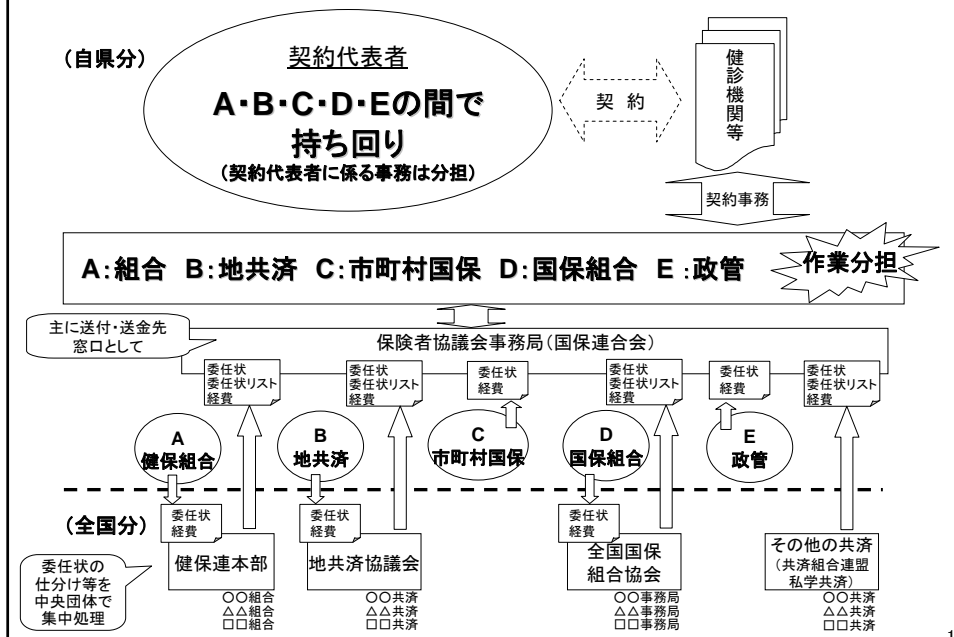 (自県分)
契約代表者
A・B・C・D・Eの間で
持ち回り
(契約代表者に係る事務は分担)
契 約
健診機関等
契約事務
A:組合 B:地共済 C:市町村国保 D:国保組合 E:政管
作業分担
主に送付・送金先
窓口として
保険者協議会事務局(国保連合会)
委任状
委任状リスト
経費
委任状
委任状リスト
経費
委任状
経費
委任状
委任状リスト
経費
委任状
経費
委任状
委任状リスト
経費
A
健保組合
B
地共済
C
市町村国保
D
国保組合
E
政管
(全国分)
委任状
経費
健保連本部
委任状
経費
地共済協議会
委任状
経費
全国国保
組合協会
その他の共済
(共済組合連盟
私学共済)
委任状の
仕分け等を
中央団体で
集中処理
○○組合
△△組合
□□組合
○○共済
△△共済
□□共済
○○事務局
△△事務局
□□事務局
○○共済
△△共済
□□共済
1